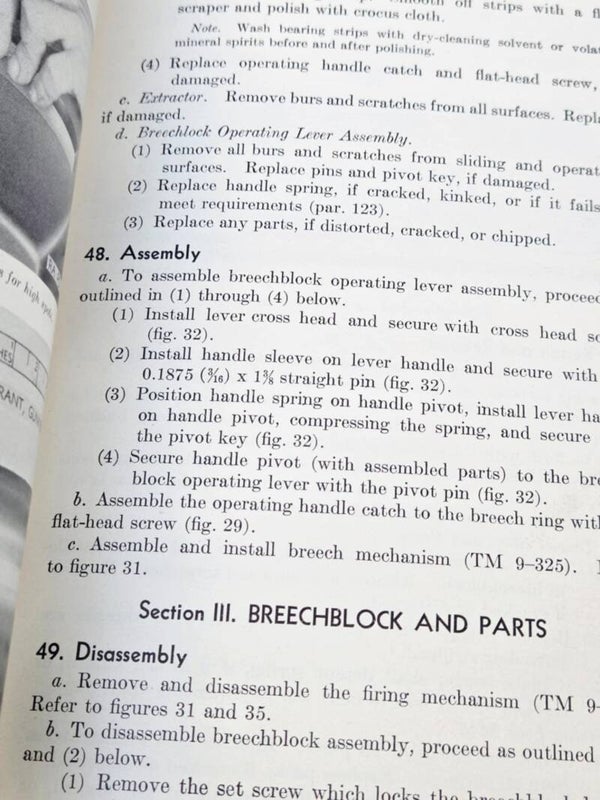 off strips with a
scraper and polish with crocus cloth.
Note. Wash bearing strips with dry-cleaning solvent or
mineral spirits before and after polishing.
(4) Replace operating handle catch and flat-head screw,
damaged.
c. Extractor. Remove burs and scratches from all surfaces.
if damaged.
d. Breechlock Operating Lever Assembly.
(1) Remove all burs and scratches from sliding and
surfaces. Replace pins and pivot key, if damaged.
(2) Replace handle spring, if cracked, kinked, or if it fails
meet requirements (par. 123).
(3) Replace any parts, if distorted, cracked, or chipped.
48. Assembly
a. To assemble breechblock operating lever assembly,
outlined in (1) through (4) below.
(1) Install lever cross head and secure with cross head
(fig. 32).
(2) Install handle sleeve on lever handle and secure with
0.1875 (3/16) x 1 3/8 straight pin (fig. 32).
(3) Position handle spring on handle pivot, install lever
on handle pivot, compressing the spring, and secure
the pivot key (fig. 32).
(4) Secure handle pivot (with assembled parts) to the
block operating lever with the pivot pin (fig. 32).
b. Assemble the operating handle catch to the breech ring
flat-head screw (fig. 29).
c. Assemble and install breech mechanism (TM 9-325).
to figure 31.
Section III. BREECHBLOCK AND PARTS
49. Disassembly
a. Remove and disassemble the firing mechanism (TM 9-
Refer to figures 31 and 35.
b. To disassemble breechblock assembly, proceed as outlined
and (2) below.
(1) Remove the set screw which locks the
for high